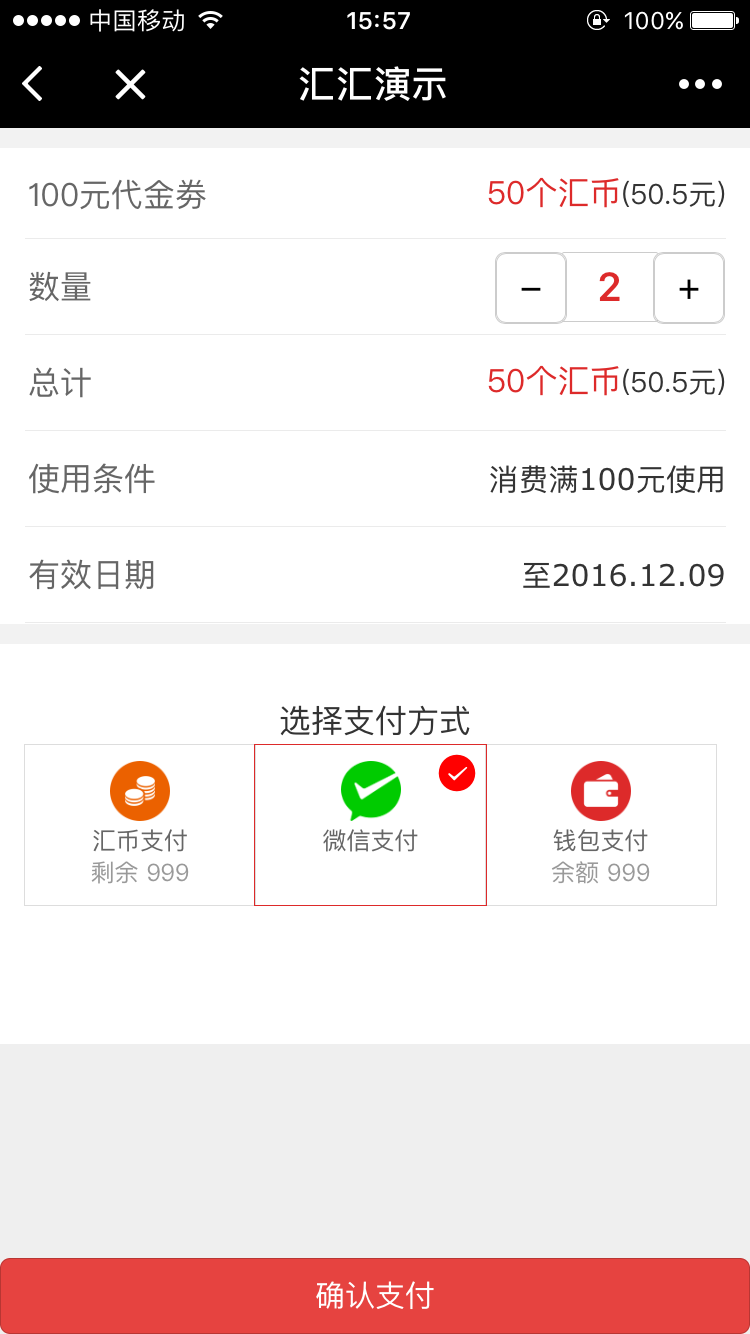 中国移动 15:57 100%
汇汇演示
100元代金券 50个汇币(50.5元)
数量 − 2 +
总计 50个汇币(50.5元)
使用条件 消费满100元使用
有效日期 至2016.12.09
选择支付方式
汇币支付 微信支付 钱包支付
剩余 999 余额 999
确认支付